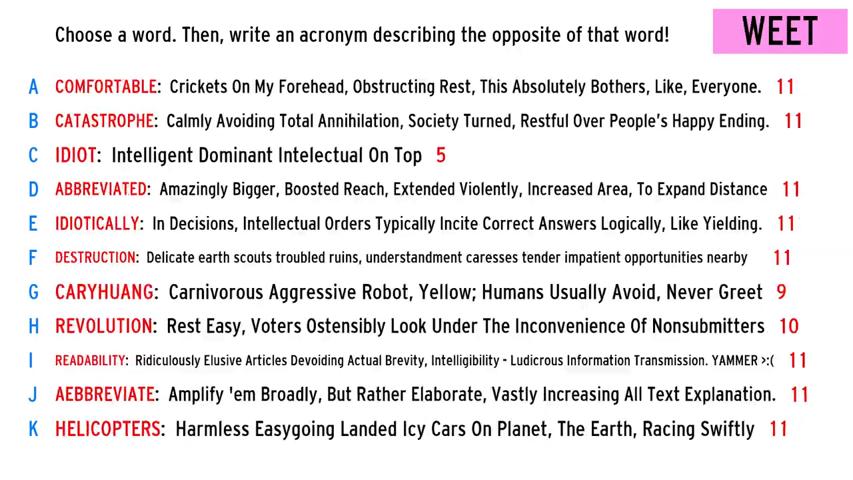 Choose a word. Then, write an acronym describing the opposite of that word!
WEET
A COMFORTABLE: Crickets On My Forehead, Obstructing Rest, This Absolutely Bothers, Like, Everyone. 11
B CATASTROPHE: Calmly Avoiding Total Annihilation, Society Turned, Restful Over People's Happy Ending. 11
C IDIOT: Intelligent Dominant Intelectual On Top 5
D ABBREVIATED: Amazingly Bigger, Boosted Reach, Extended Violently, Increased Area, To Expand Distance 11
E IDIOTICALLY: In Decisions, Intellectual Orders Typically Incite Correct Answers Logically, Like Yielding. 11
F DESTRUCTION: Delicate earth scouts troubled ruins, understandment caresses tender impatient opportunities nearby 11
G CARYHUANG: Carnivorous Aggressive Robot, Yellow; Humans Usually Avoid, Never Greet 9
H REVOLUTION: Rest Easy, Voters Ostensibly Look Under The Inconvenience Of Nonsubmitters 10
I READABILITY: Ridiculously Elusive Articles Devoiding Actual Brevity, Intelligibility - Ludicrous Information Transmission. YAMMER >:( 11
J AEBBREVIATE: Amplify 'em Broadly, But Rather Elaborate, Vastly Increasing All Text Explanation. 11
K HELICOPTERS: Harmless Easygoing Landed Icy Cars On Planet, The Earth, Racing Swiftly 11